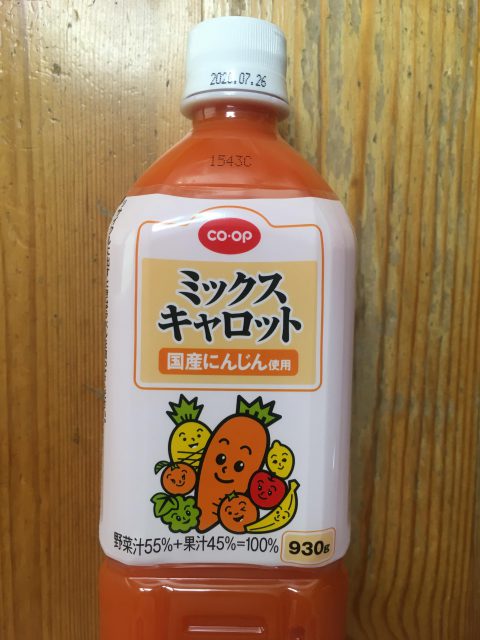 2020.07.26
1543C
CO・OP
ミックス
キャロット
国産にんじん使用
野菜汁55%+果汁45%=100%
930g